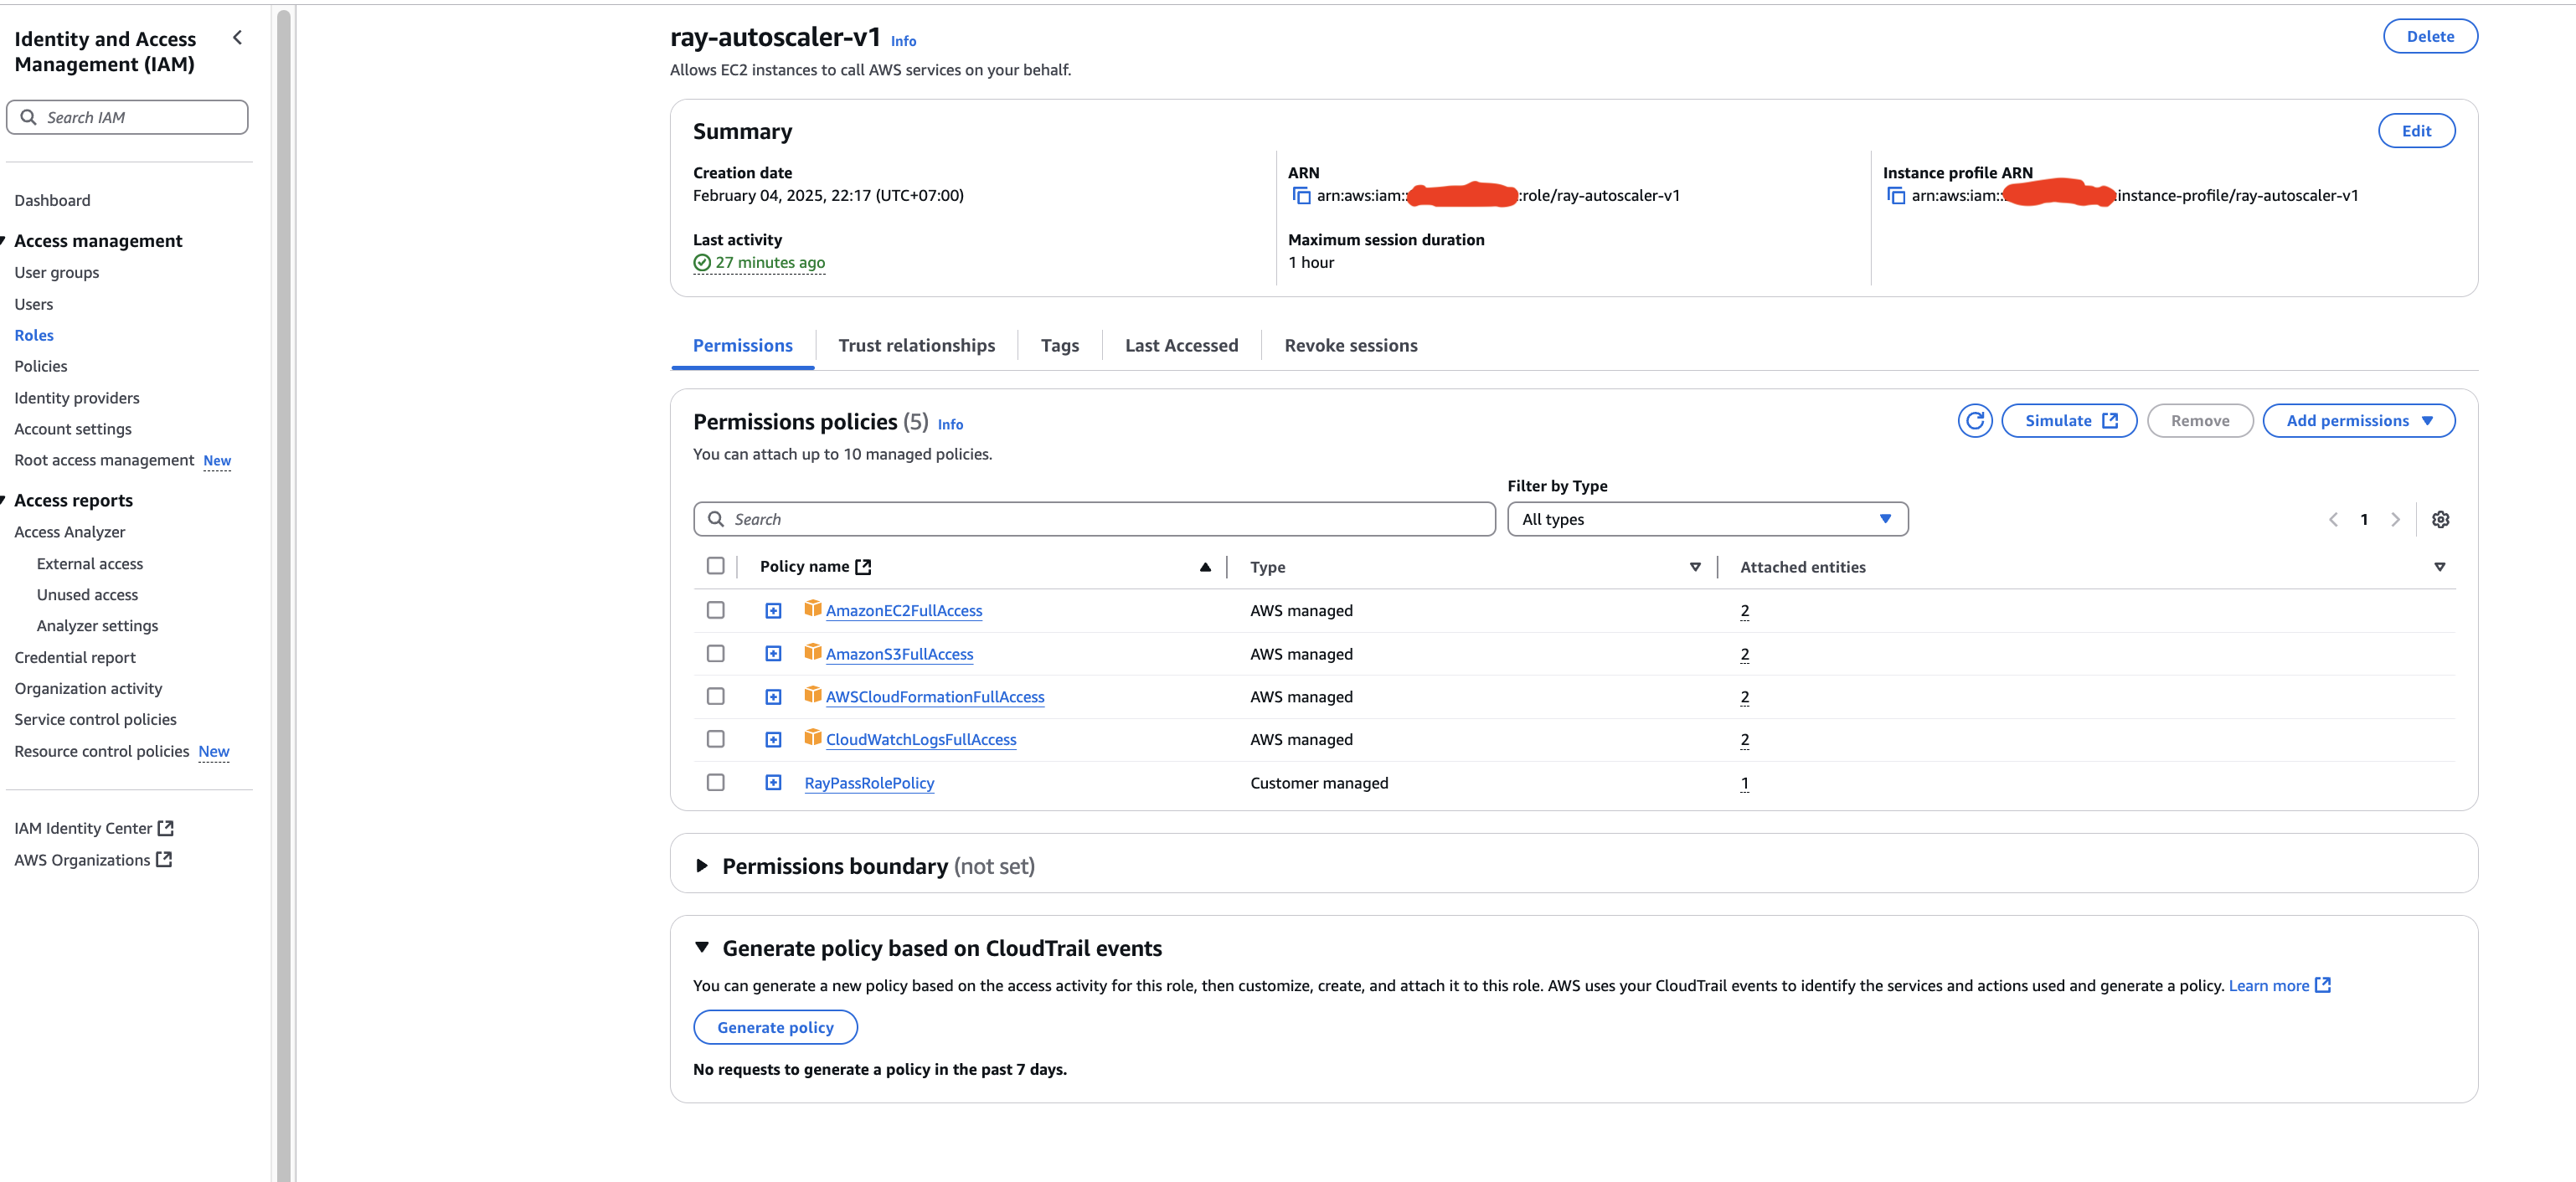 Identity and Access
Management (IAM)
Search IAM
Dashboard
Access management
User groups
Users
Roles
Policies
Identity providers
Account settings
Root access management New
Access reports
Access Analyzer
External access
Unused access
Analyzer settings
Credential report
Organization activity
Service control policies
Resource control policies New
IAM Identity Center
AWS Organizations
ray-autoscaler-v1 Info
Delete
Allows EC2 instances to call AWS services on your behalf.
Summary
Edit
Creation date
February 04, 2025, 22:17 (UTC+07:00)
Last activity
27 minutes ago
ARN
arn:aws:iam:: :role/ray-autoscaler-v1
Maximum session duration
1 hour
Instance profile ARN
arn:aws:iam:: :instance-profile/ray-autoscaler-v1
Permissions Trust relationships Tags Last Accessed Revoke sessions
Permissions policies (5) Info
Simulate Remove Add permissions
You can attach up to 10 managed policies.
Filter by Type
Search All types 1
Policy name Type Attached entities
AmazonEC2FullAccess AWS managed 2
AmazonS3FullAccess AWS managed 2
AWSCloudFormationFullAccess AWS managed 2
CloudWatchLogsFullAccess AWS managed 2
RayPassRolePolicy Customer managed 1
Permissions boundary (not set)
Generate policy based on CloudTrail events
You can generate a new policy based on the access activity for this role, then customize, create, and attach it to this role. AWS uses your CloudTrail events to identify the services and actions used and generate a policy. Learn more
Generate policy
No requests to generate a policy in the past 7 days.